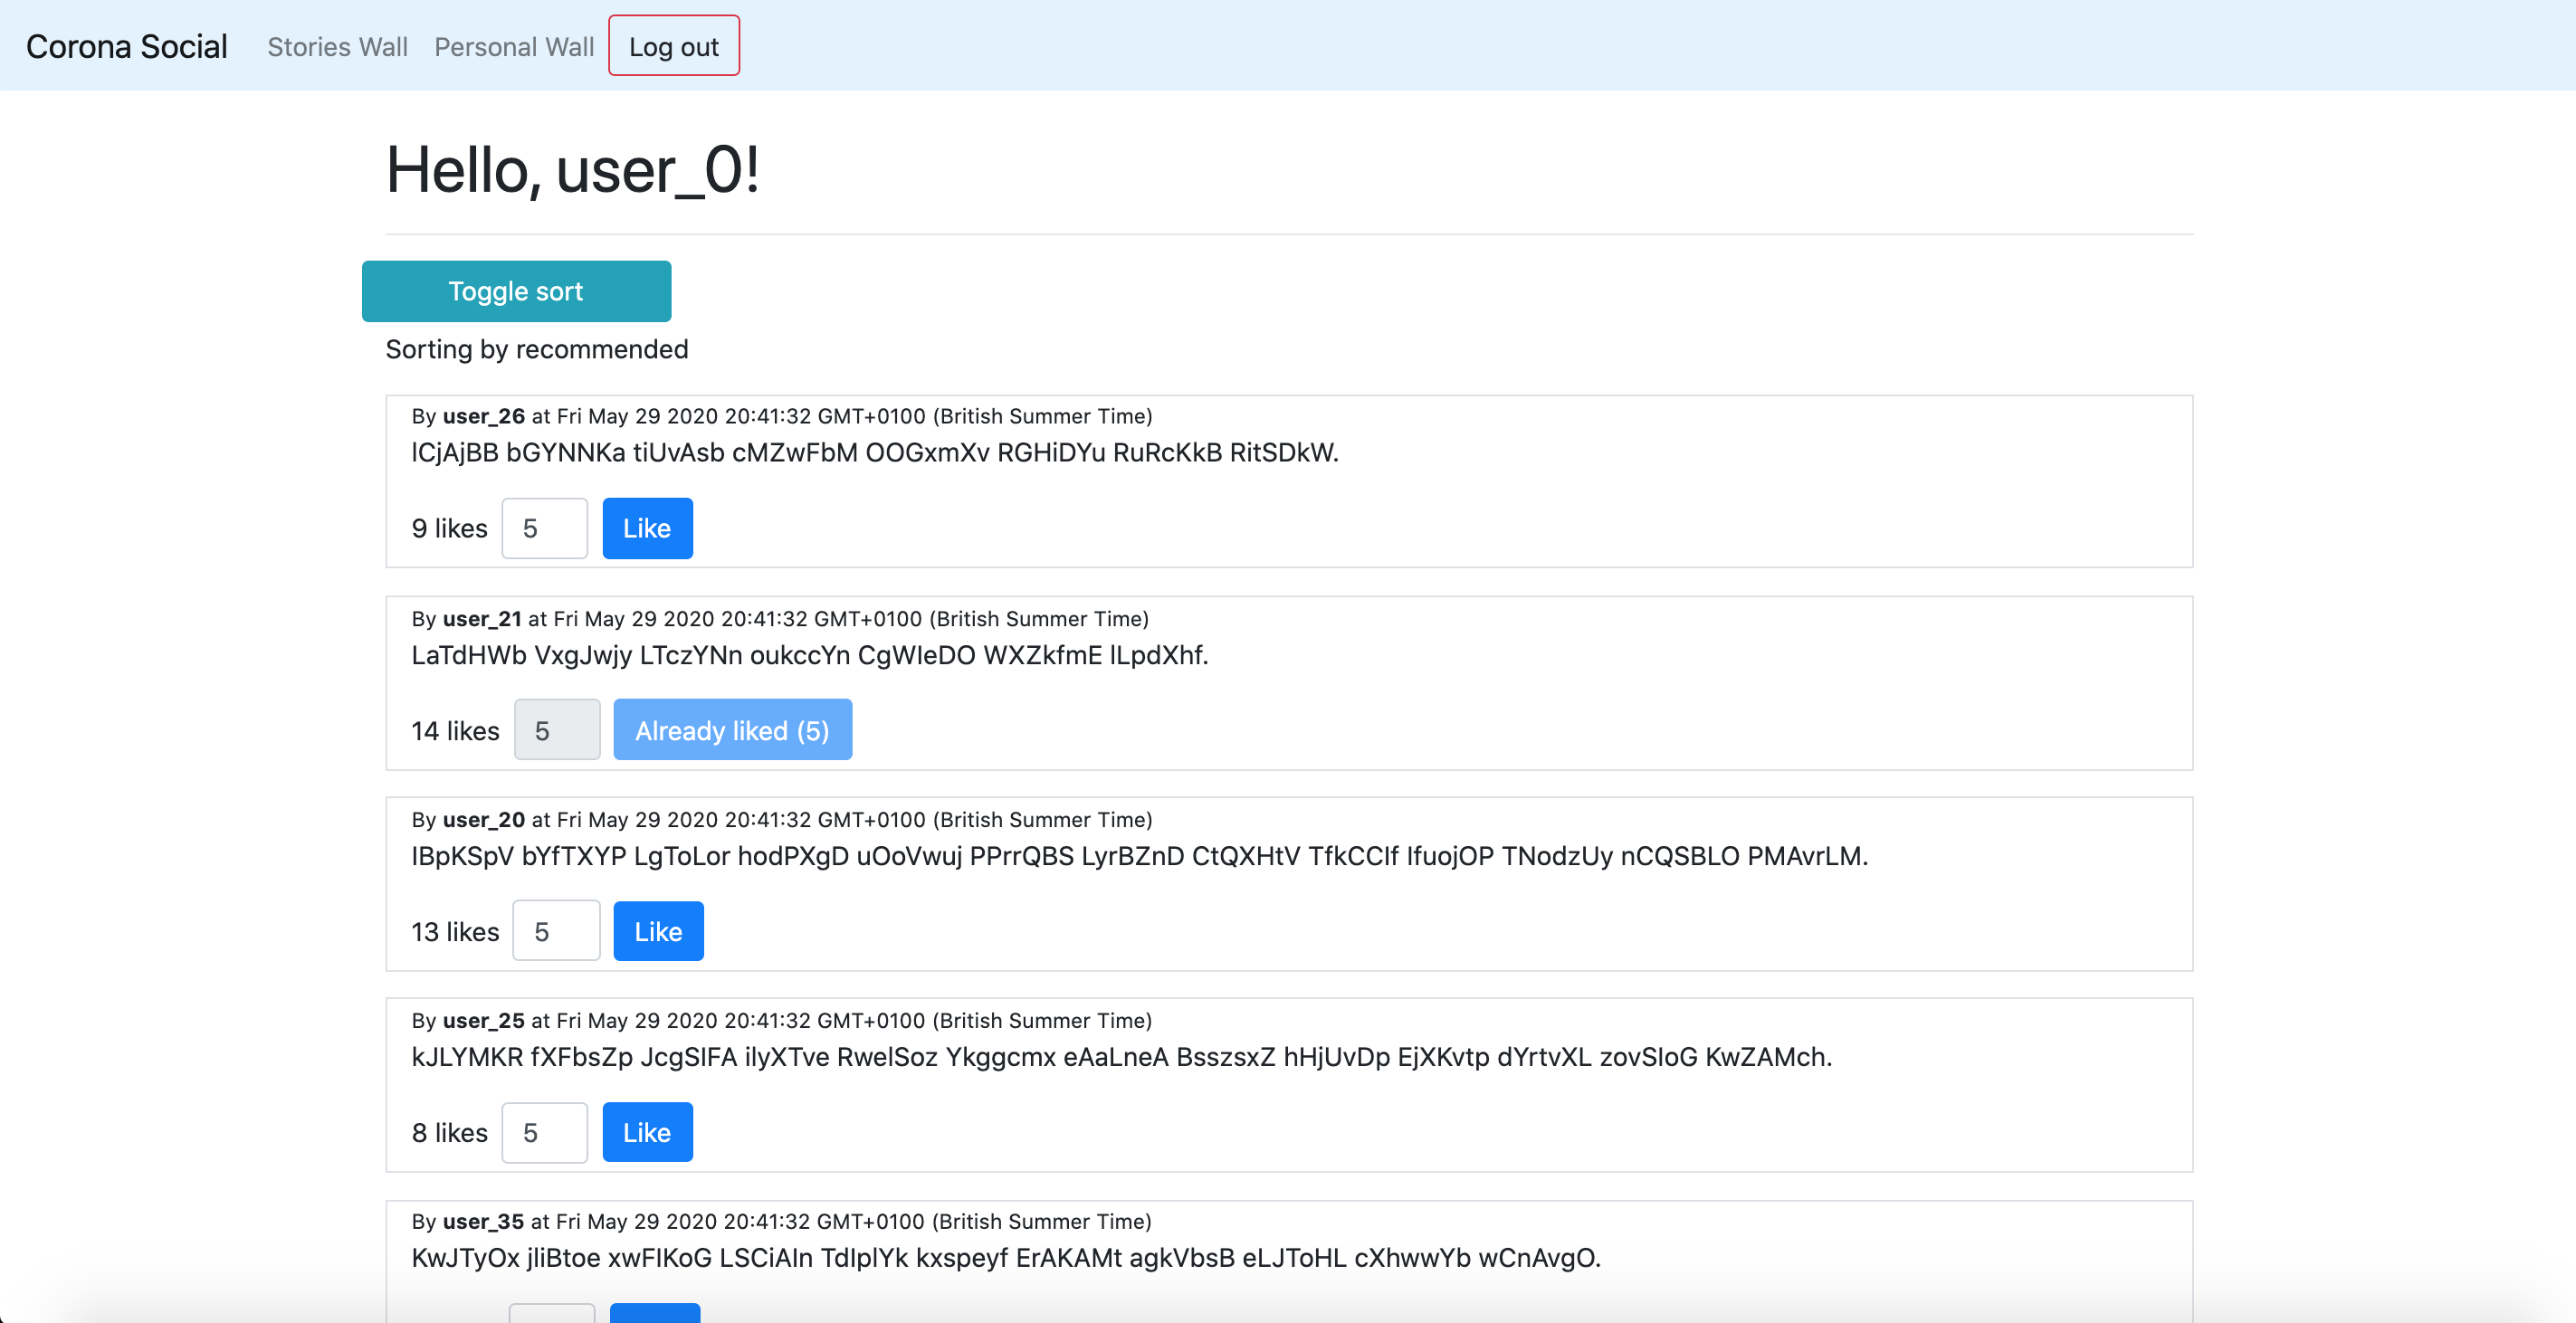 Corona Social Stories Wall Personal Wall Log out
Hello, user_0!
Toggle sort
Sorting by recommended
By user_26 at Fri May 29 2020 20:41:32 GMT+0100 (British Summer Time)
lCjAjBB bGYNNKa tiUvAsb cMZwFbM OOGxmXv RGHiDYu RuRcKkB RitSDkW.
9 likes 5 Like
By user_21 at Fri May 29 2020 20:41:32 GMT+0100 (British Summer Time)
LaTdHWb VxgJwjy LTczYNn oukccYn CgWIeDO WXZkfmE lLpdXhf.
14 likes 5 Already liked (5)
By user_20 at Fri May 29 2020 20:41:32 GMT+0100 (British Summer Time)
IBpKSpV bYfTXYP LgToLor hodPXgD uOoVwuj PPrrQBS LyrBZnD CtQXHtV TfkCCIf IfuojOP TNodzUy nCQSBLO PMAvrLM.
13 likes 5 Like
By user_25 at Fri May 29 2020 20:41:32 GMT+0100 (British Summer Time)
kJLYMKR fXFbsZp JcgSIFA ilyXTve RwelSoz Ykggcmx eAaLneA BsszsxZ hHjUvDp EjXKvtp dYrtvXL zovSIoG KwZAMch.
8 likes 5 Like
By user_35 at Fri May 29 2020 20:41:32 GMT+0100 (British Summer Time)
KwJTyOx jliBtoe xwFIKoG LSCiAIn TdIplYk kxspeyf ErAKAMt agkVbsB eLJToHL cXhwwYb wCnAvgO.